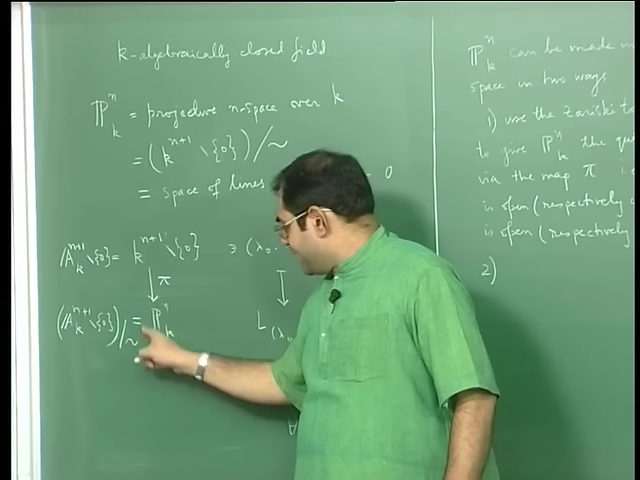 k-algebraically closed field
ℙⁿₖ = projective n-space over k
= (kⁿ⁺¹ \ {0})/∼
= space of lines 0
𝔸ⁿ⁺¹ₖ \ {0} = kⁿ⁺¹ \ {0} ∋ (λ₀
↓ π
(𝔸ⁿ⁺¹ₖ \ {0})/∼ = ℙⁿₖ L(λ₀
∀
ℙⁿₖ can be made
space in two ways:
1) use the Zariski
to give ℙⁿₖ the
via the map π i.e
is open (respectively
is open (respectively
2)